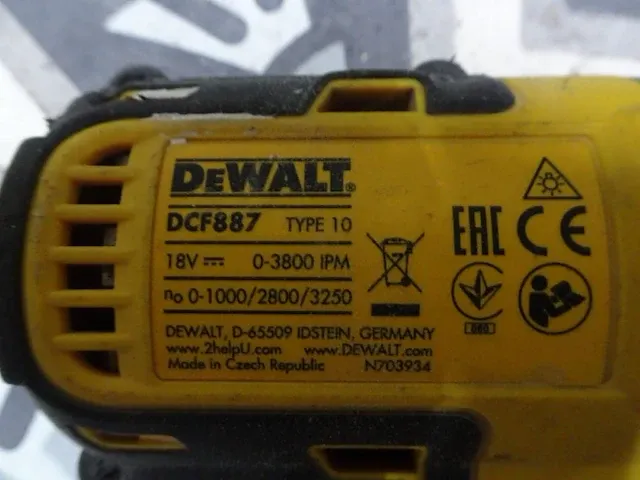 DEWALT®
DCF887 TYPE 10
18V ⎓ 0-3800 IPM
n₀ 0-1000/2800/3250
DEWALT, D-65509 IDSTEIN, GERMANY
www.2helpU.com www.DEWALT.com
Made in Czech Republic N703934
EAC CE